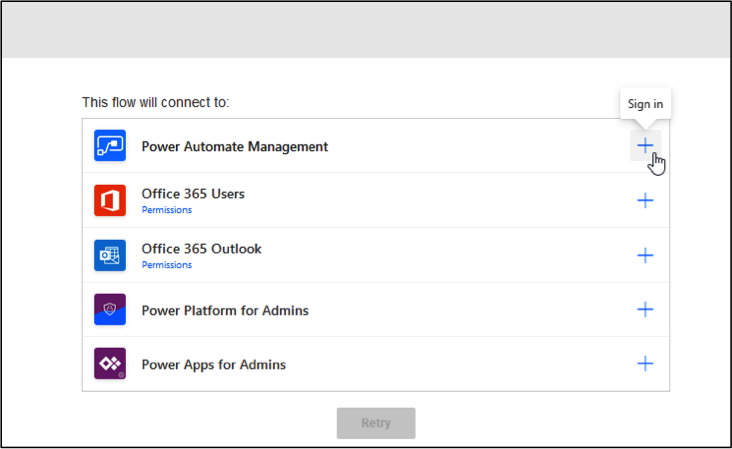 This flow will connect to:
Sign in
Power Automate Management
Office 365 Users
Permissions
Office 365 Outlook
Permissions
Power Platform for Admins
Power Apps for Admins
Retry